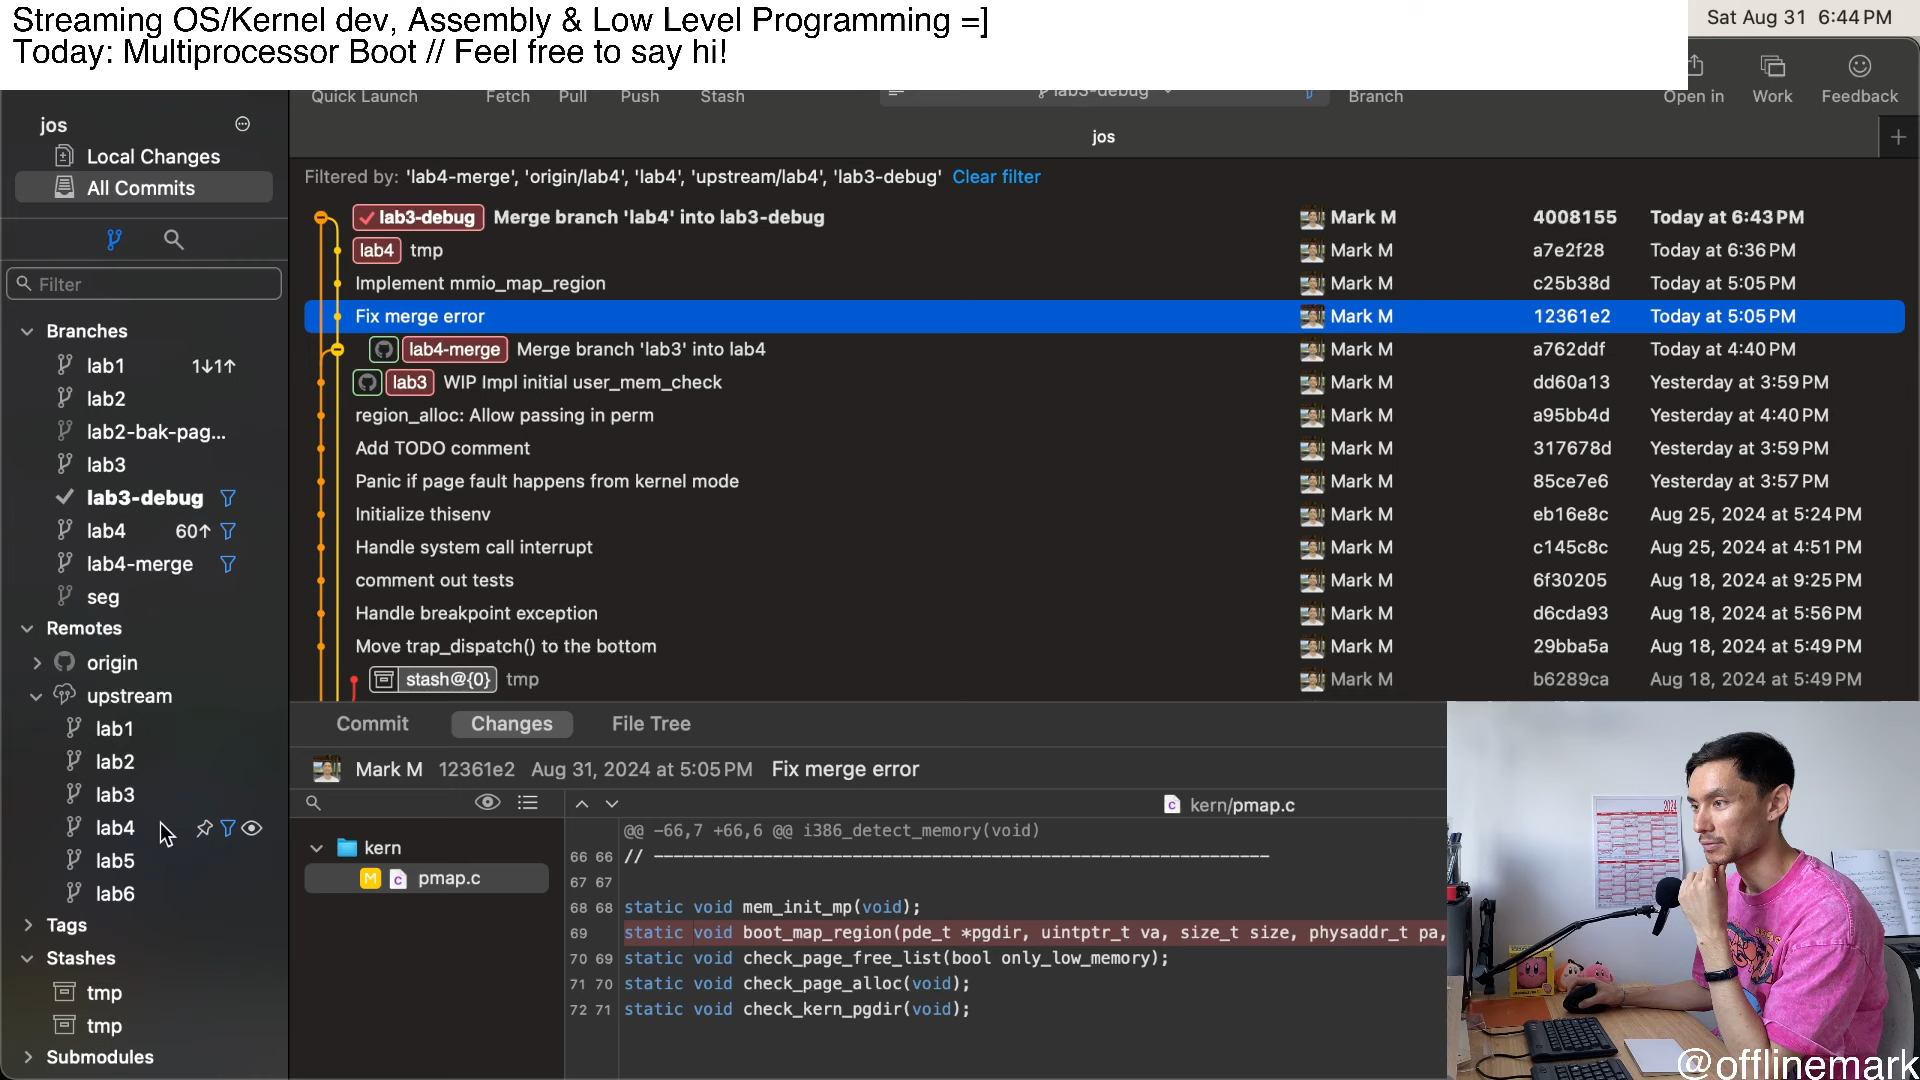 Streaming OS/Kernel dev, Assembly & Low Level Programming =]
Today: Multiprocessor Boot // Feel free to say hi!
Sat Aug 31 6:44 PM
Quick Launch Fetch Pull Push Stash lab3-debug Branch Open in Work Feedback
jos
jos
Local Changes
All Commits
Filter
Branches
lab1 1↓1↑
lab2
lab2-bak-pag...
lab3
lab3-debug
lab4 60↑
lab4-merge
seg
Remotes
origin
upstream
lab1
lab2
lab3
lab4
lab5
lab6
Tags
Stashes
tmp
tmp
Submodules
Filtered by: 'lab4-merge', 'origin/lab4', 'lab4', 'upstream/lab4', 'lab3-debug' Clear filter
lab3-debug Merge branch 'lab4' into lab3-debug Mark M 4008155 Today at 6:43 PM
lab4 tmp Mark M a7e2f28 Today at 6:36 PM
Implement mmio_map_region Mark M c25b38d Today at 5:05 PM
Fix merge error Mark M 12361e2 Today at 5:05 PM
lab4-merge Merge branch 'lab3' into lab4 Mark M a762ddf Today at 4:40 PM
lab3 WIP Impl initial user_mem_check Mark M dd60a13 Yesterday at 3:59 PM
region_alloc: Allow passing in perm Mark M a95bb4d Yesterday at 4:40 PM
Add TODO comment Mark M 317678d Yesterday at 3:59 PM
Panic if page fault happens from kernel mode Mark M 85ce7e6 Yesterday at 3:57 PM
Initialize thisenv Mark M eb16e8c Aug 25, 2024 at 5:24 PM
Handle system call interrupt Mark M c145c8c Aug 25, 2024 at 4:51 PM
comment out tests Mark M 6f30205 Aug 18, 2024 at 9:25 PM
Handle breakpoint exception Mark M d6cda93 Aug 18, 2024 at 5:56 PM
Move trap_dispatch() to the bottom Mark M 29bba5a Aug 18, 2024 at 5:49 PM
stash@{0} tmp Mark M b6289ca Aug 18, 2024 at 5:49 PM
Commit Changes File Tree
Mark M 12361e2 Aug 31, 2024 at 5:05 PM Fix merge error
kern/pmap.c
kern
M c pmap.c
@@ -66,7 +66,6 @@ i386_detect_memory(void)
66 66 // --------------------------------------------------------------
67 67
68 68 static void mem_init_mp(void);
69 static void boot_map_region(pde_t *pgdir, uintptr_t va, size_t size, physaddr_t pa,
70 69 static void check_page_free_list(bool only_low_memory);
71 70 static void check_page_alloc(void);
72 71 static void check_kern_pgdir(void);
2024
@offlinemark